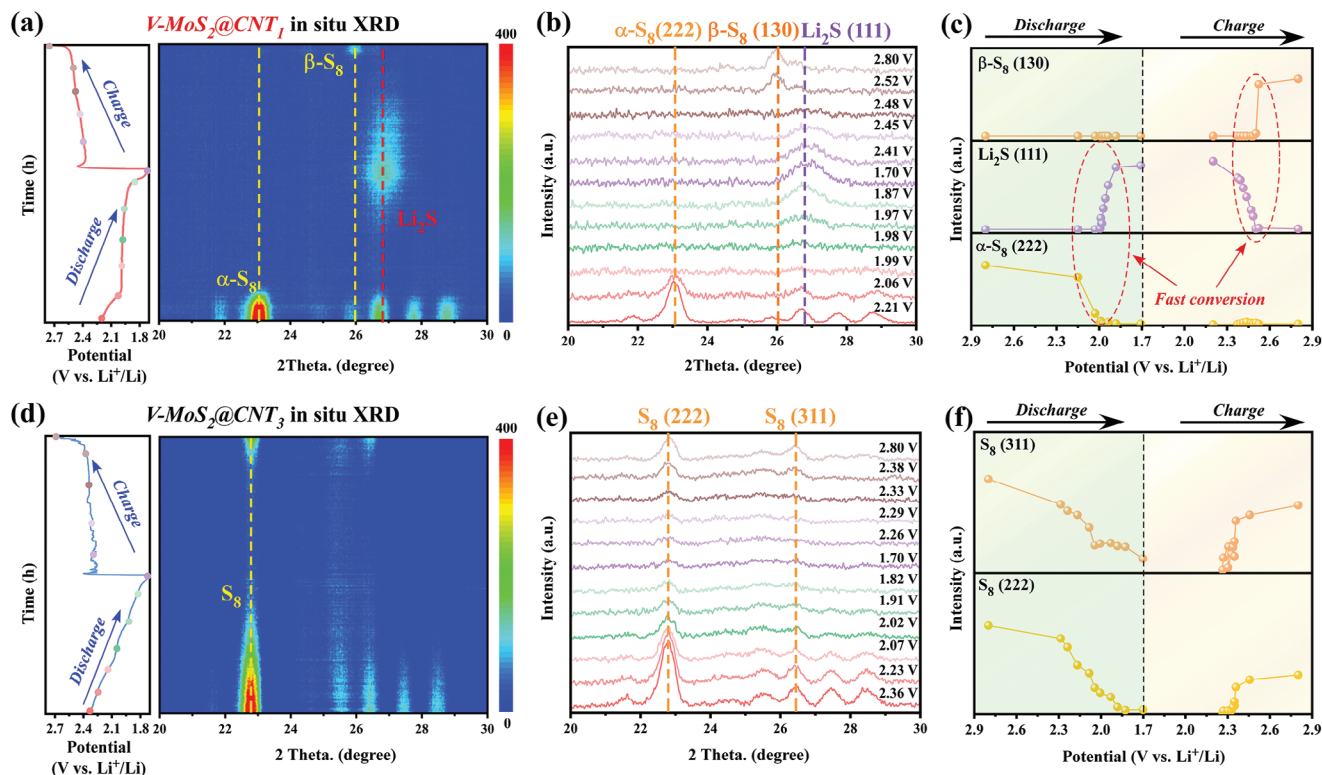 (a)
V-MoS2@CNT1 in situ XRD
400
0
Charge
Discharge
Time (h)
2.7 2.4 2.1 1.8
Potential
(V vs. Li+/Li)
β-S8
Li2S
α-S8
20 22 24 26 28 30
2Theta. (degree)
(b)
α-S8(222) β-S8 (130) Li2S (111)
2.80 V
2.52 V
2.48 V
2.45 V
2.41 V
1.70 V
1.87 V
1.97 V
1.98 V
1.99 V
2.06 V
2.21 V
Intensity (a.u.)
20 22 24 26 28 30
2Theta. (degree)
(c)
Discharge Charge
β-S8 (130)
Li2S (111)
α-S8 (222)
Fast conversion
Intensity (a.u.)
2.9 2.6 2.3 2.0 1.7 2.0 2.3 2.6 2.9
Potential (V vs. Li+/Li)
(d)
V-MoS2@CNT3 in situ XRD
400
0
Charge
Discharge
Time (h)
2.7 2.4 2.1 1.8
Potential
(V vs. Li+/Li)
S8
20 22 24 26 28 30
2 Theta. (degree)
(e)
S8 (222) S8 (311)
2.80 V
2.38 V
2.33 V
2.29 V
2.26 V
1.70 V
1.82 V
1.91 V
2.02 V
2.07 V
2.23 V
2.36 V
Intensity (a.u.)
20 22 24 26 28 30
2 Theta. (degree)
(f)
Discharge Charge
S8 (311)
S8 (222)
Intensity (a.u.)
2.9 2.6 2.3 2.0 1.7 2.0 2.3 2.6 2.9
Potential (V vs. Li+/Li)